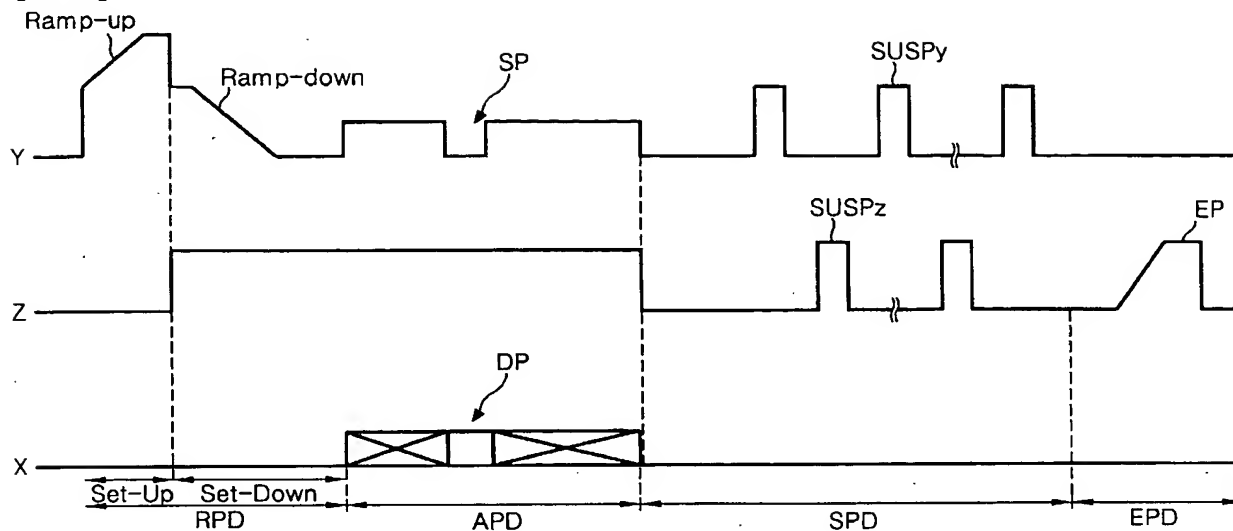 Ramp-up
Ramp-down
SP
SUSPy
Y
SUSPz
EP
Z
DP
X
Set-Up Set-Down
RPD APD SPD EPD